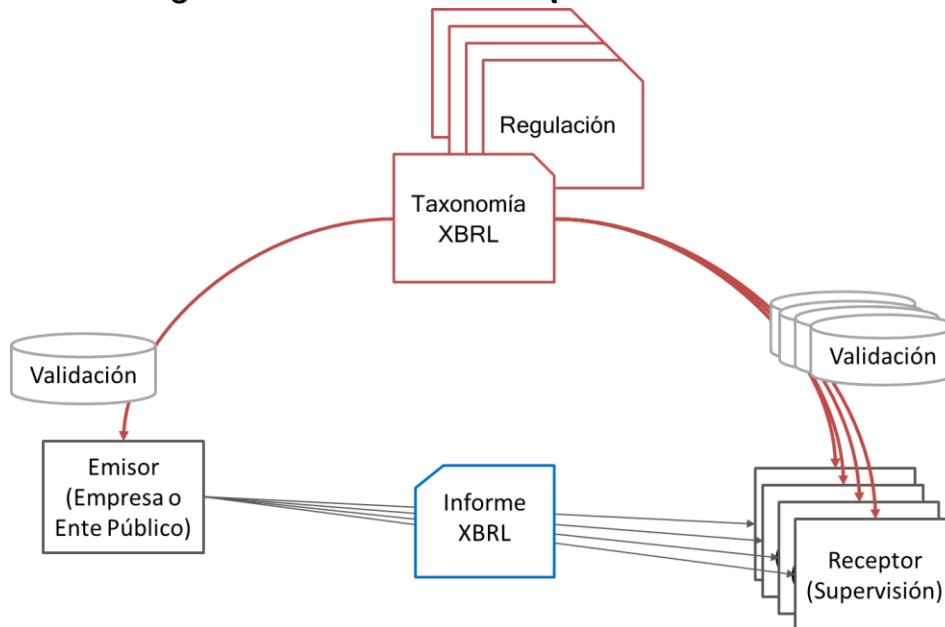 Regulación
Taxonomía
XBRL
Validación
Validación
Emisor
(Empresa o
Ente Público)
Informe
XBRL
Receptor
(Supervisión)